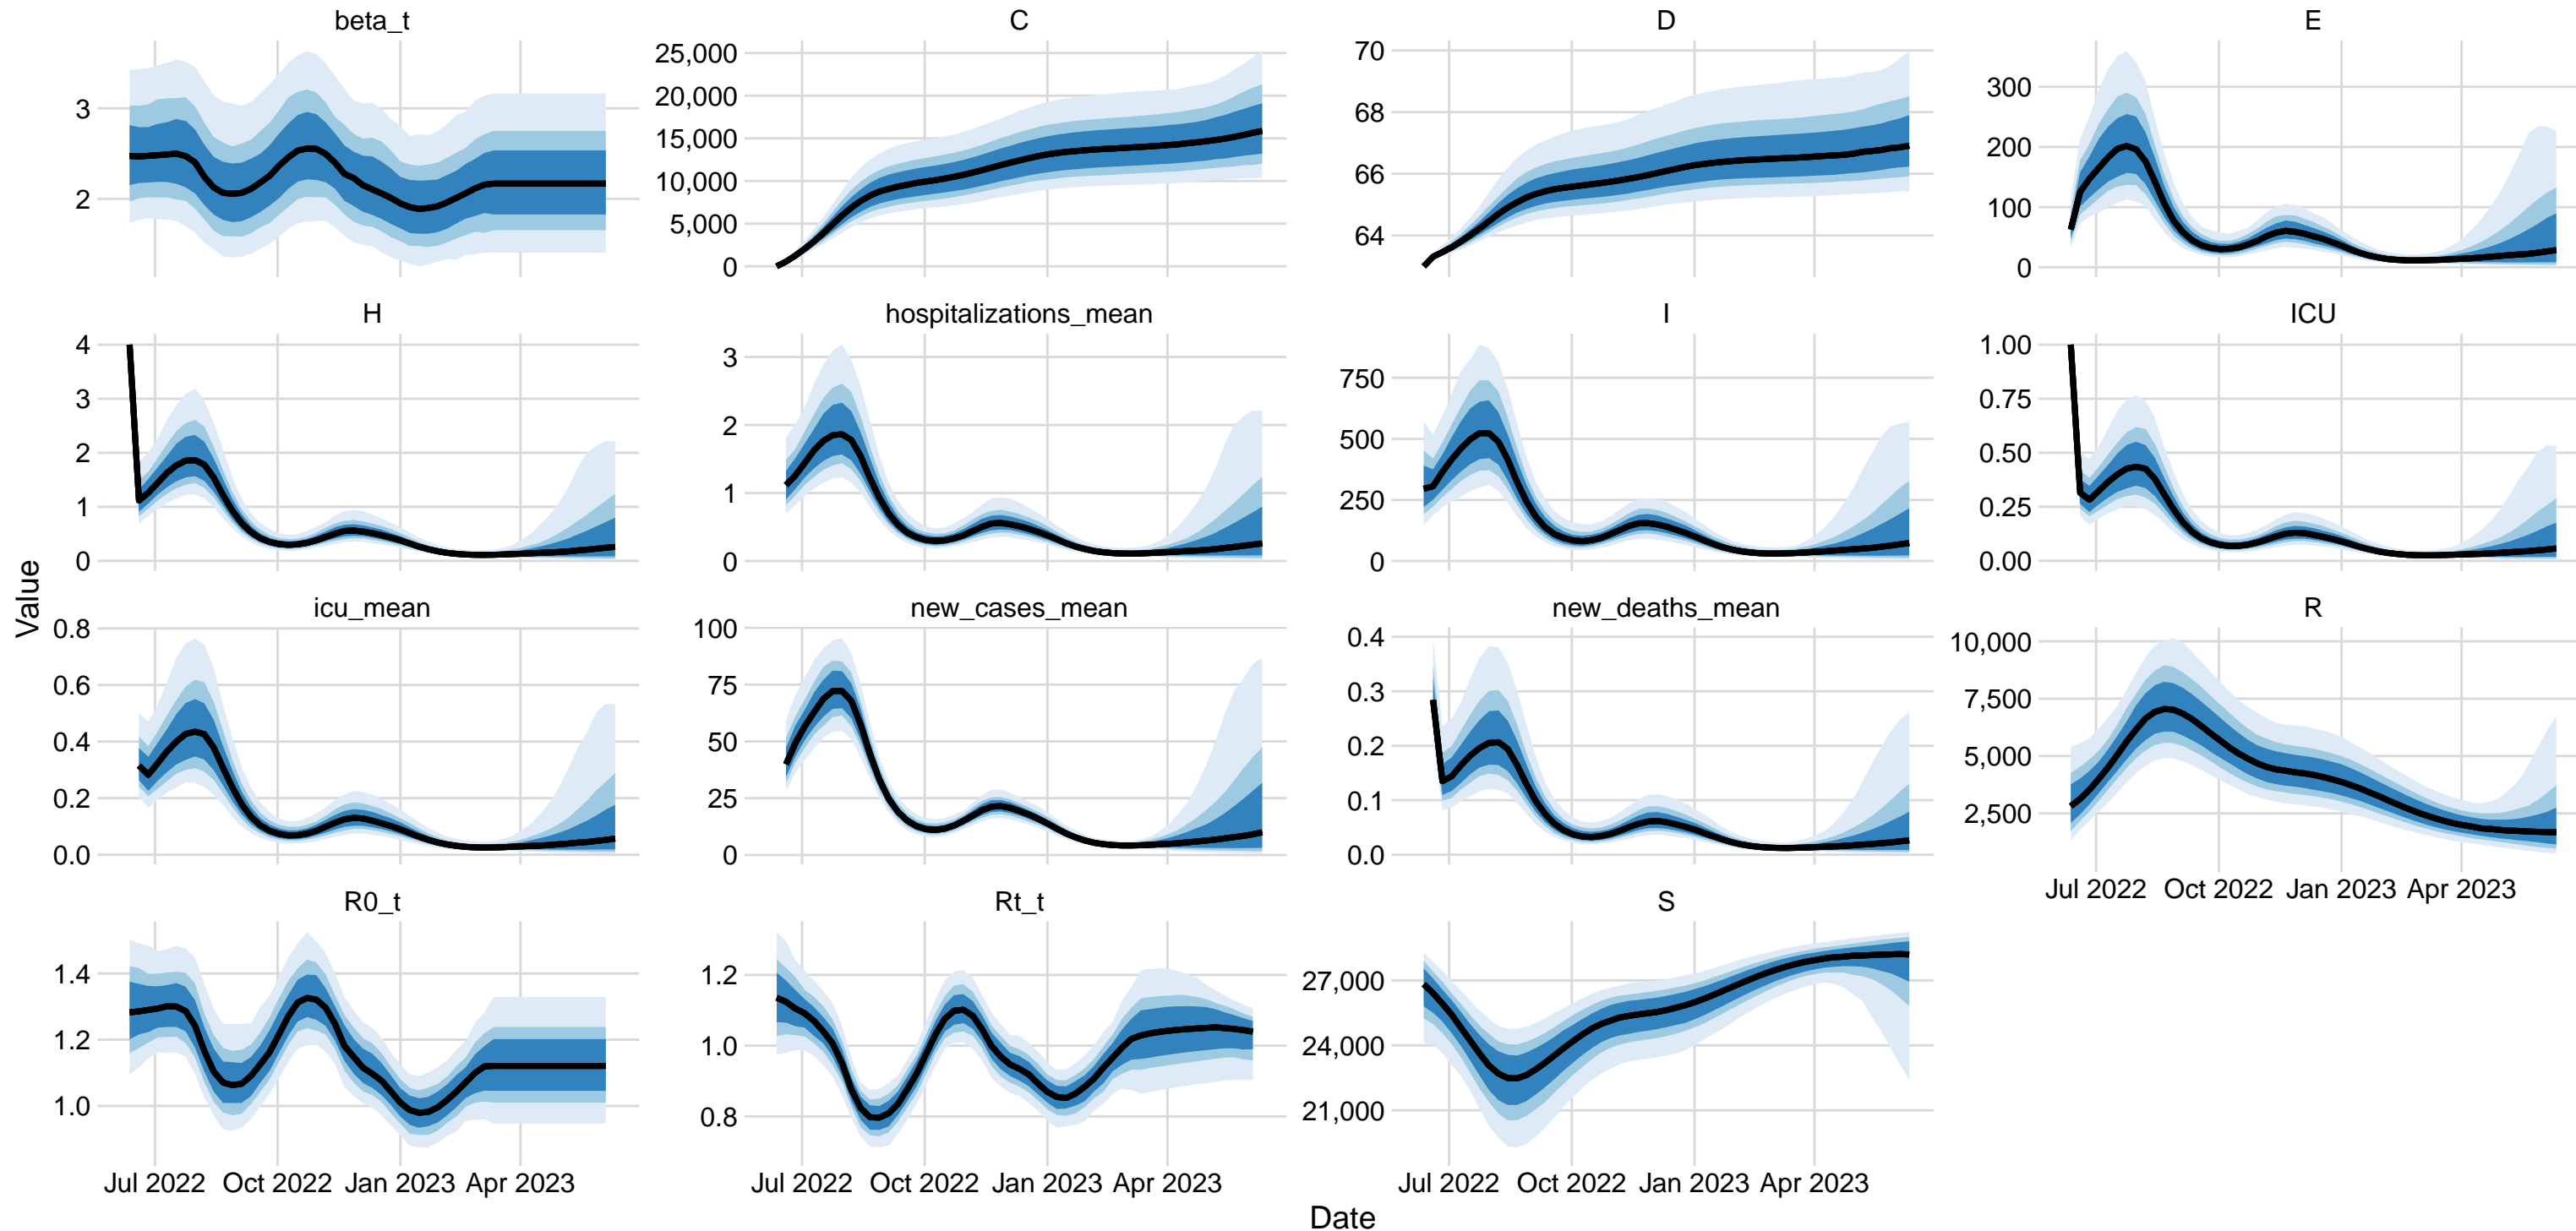 beta_t
C
D
E
3
2
25,000
20,000
15,000
10,000
5,000
0
70
68
66
64
300
200
100
0
H
hospitalizations_mean
I
ICU
4
3
2
1
0
3
2
1
0
750
500
250
0
1.00
0.75
0.50
0.25
0.00
Value
icu_mean
new_cases_mean
new_deaths_mean
R
0.8
0.6
0.4
0.2
0.0
100
75
50
25
0
0.4
0.3
0.2
0.1
0.0
10,000
7,500
5,000
2,500
Jul 2022 Oct 2022 Jan 2023 Apr 2023
R0_t
Rt_t
S
1.4
1.2
1.0
1.2
1.0
0.8
27,000
24,000
21,000
Jul 2022 Oct 2022 Jan 2023 Apr 2023
Jul 2022 Oct 2022 Jan 2023 Apr 2023
Jul 2022 Oct 2022 Jan 2023 Apr 2023
Date